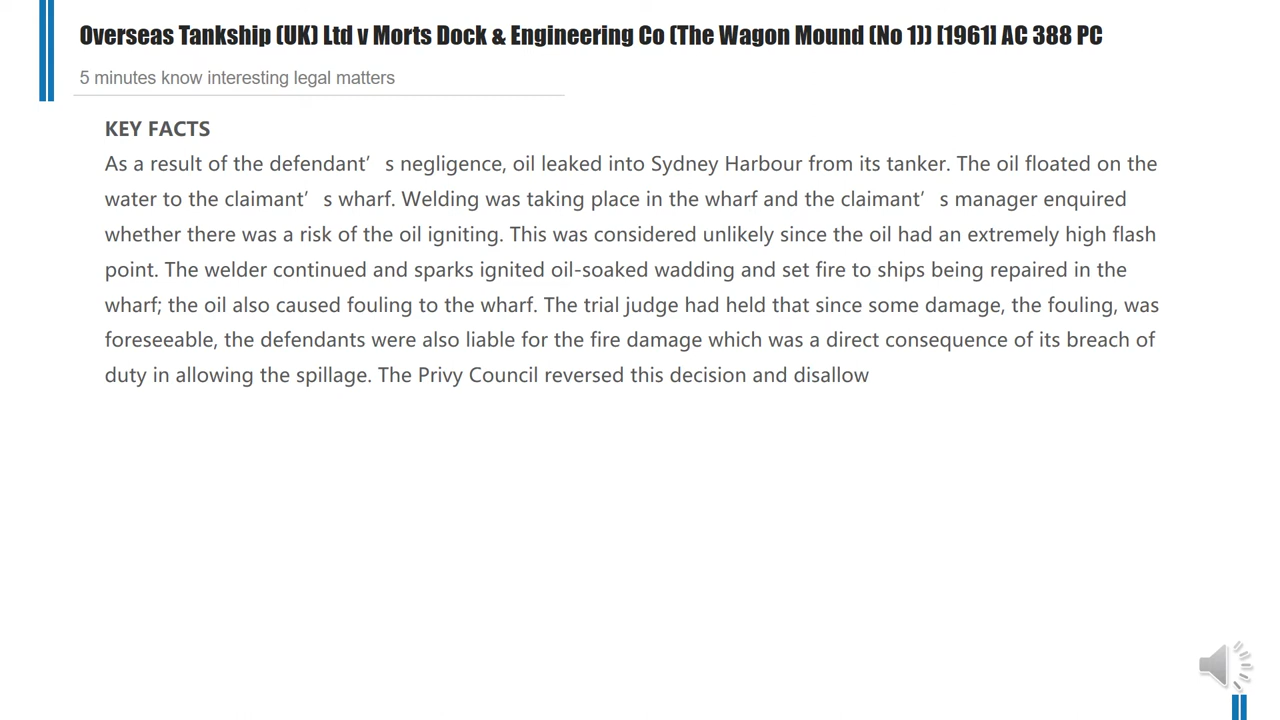 Overseas Tankship (UK) Ltd v Morts Dock & Engineering Co (The Wagon Mound (No 1)) [1961] AC 388 PC
5 minutes know interesting legal matters
KEY FACTS
As a result of the defendant’s negligence, oil leaked into Sydney Harbour from its tanker. The oil floated on the
water to the claimant’s wharf. Welding was taking place in the wharf and the claimant’s manager enquired
whether there was a risk of the oil igniting. This was considered unlikely since the oil had an extremely high flash
point. The welder continued and sparks ignited oil-soaked wadding and set fire to ships being repaired in the
wharf; the oil also caused fouling to the wharf. The trial judge had held that since some damage, the fouling, was
foreseeable, the defendants were also liable for the fire damage which was a direct consequence of its breach of
duty in allowing the spillage. The Privy Council reversed this decision and disallow